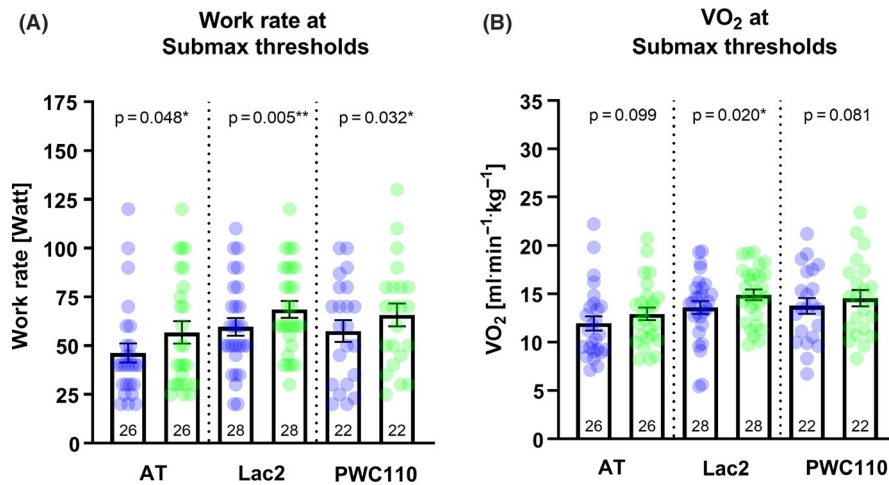 (A)
Work rate at
Submax thresholds
Work rate [Watt]
175
150
125
100
75
50
25
0
p = 0.048*
p = 0.005**
p = 0.032*
26
26
28
28
22
22
AT
Lac2
PWC110
(B)
VO₂ at
Submax thresholds
VO₂ [ml·min⁻¹kg⁻¹]
35
30
25
20
15
10
5
0
p = 0.099
p = 0.020*
p = 0.081
26
26
28
28
22
22
AT
Lac2
PWC110